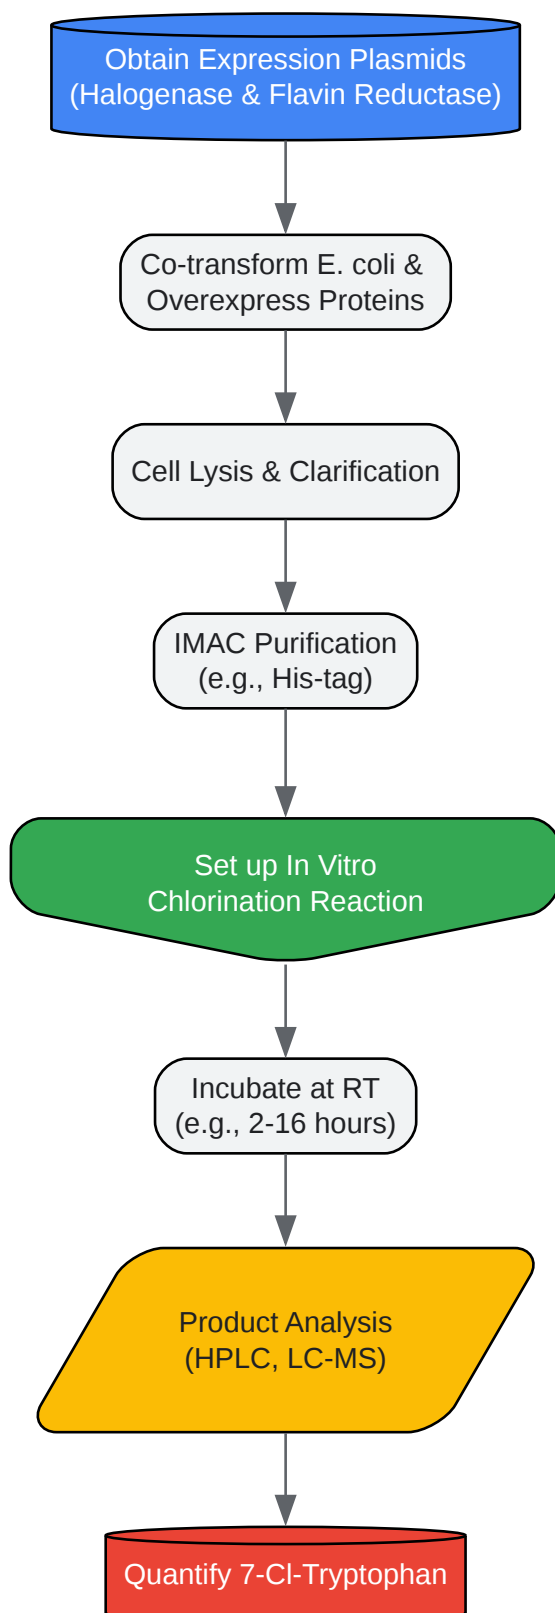 Obtain Expression Plasmids
(Halogenase & Flavin Reductase)
Co-transform E. coli &
Overexpress Proteins
Cell Lysis & Clarification
IMAC Purification
(e.g., His-tag)
Set up In Vitro
Chlorination Reaction
Incubate at RT
(e.g., 2-16 hours)
Product Analysis
(HPLC, LC-MS)
Quantify 7-Cl-Tryptophan